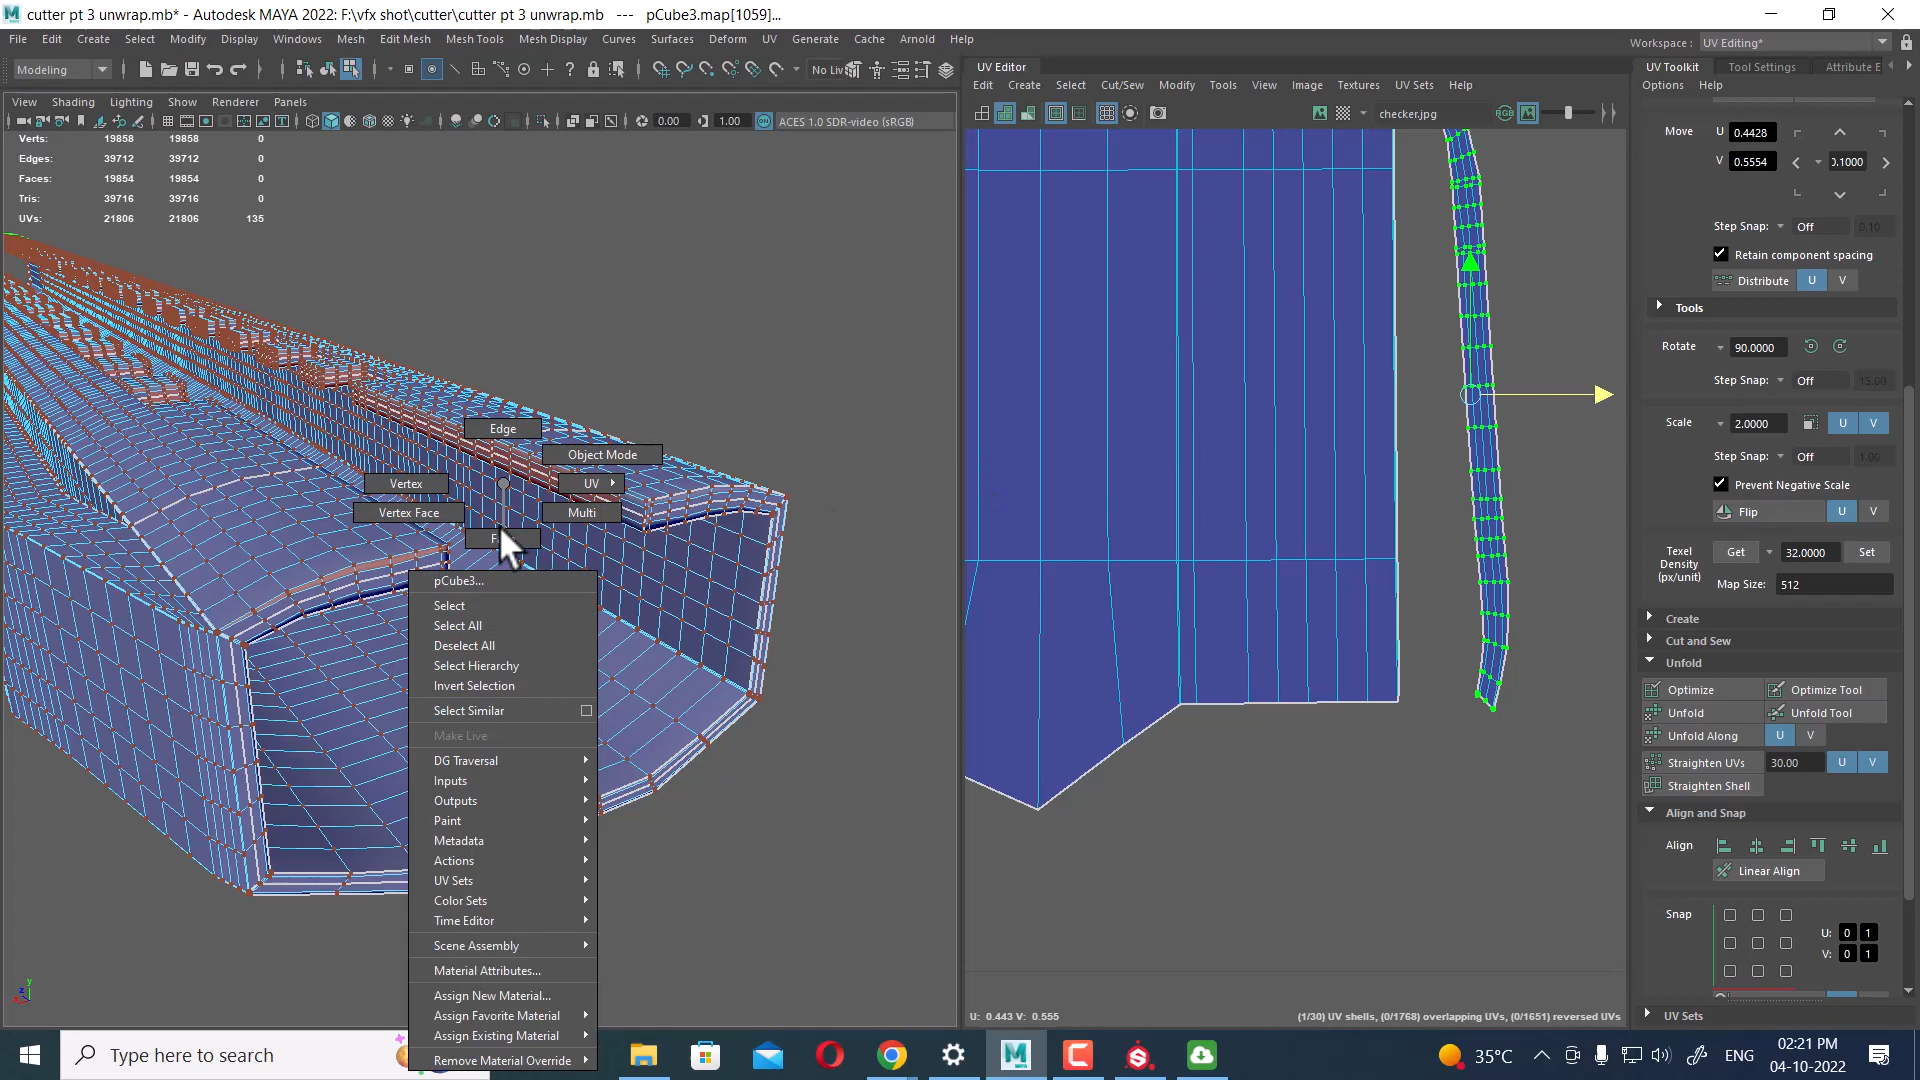 cutter pt 3 unwrap.mb* - Autodesk MAYA 2022: F:\vfx shot\cutter\cutter pt 3 unwrap.mb --- pCube3.map[1059]...
File Edit Create Select Modify Display Windows Mesh Edit Mesh Mesh Tools Mesh Display Curves Surfaces Deform UV Generate Cache Arnold Help
Workspace : UV Editing*
Modeling
No Liv
UV Editor
UV Toolkit Tool Settings Attribute E
Edit Create Select Cut/Sew Modify Tools View Image Textures UV Sets Help
Options Help
View Shading Lighting Show Renderer Panels
checker.jpg
0.00 1.00 ACES 1.0 SDR-video (sRGB)
Verts: 19858 19858 0
Edges: 39712 39712 0
Faces: 19854 19854 0
Tris: 39716 39716 0
UVs: 21806 21806 135
Move U 0.4428
V 0.5554
0.1000
Step Snap: Off 0.10
Retain component spacing
Distribute U V
Tools
Rotate 90.0000
Step Snap: Off 15.00
Scale 2.0000 U V
Step Snap: Off 1.00
Prevent Negative Scale
Flip U V
Texel Density (px/unit) Get 32.0000 Set
Map Size: 512
Create
Cut and Sew
Unfold
Optimize Optimize Tool
Unfold Unfold Tool
Unfold Along U V
Straighten UVs 30.00 U V
Straighten Shell
Align and Snap
Align
Linear Align
Snap
U: 0 1
V: 0 1
UV Sets
Edge
Object Mode
Vertex
UV
Vertex Face
Multi
pCube3...
Select
Select All
Deselect All
Select Hierarchy
Invert Selection
Select Similar
Make Live
DG Traversal
Inputs
Outputs
Paint
Metadata
Actions
UV Sets
Color Sets
Time Editor
Scene Assembly
Material Attributes...
Assign New Material...
Assign Favorite Material
Assign Existing Material
Remove Material Override
U: 0.443 V: 0.555
(1/30) UV shells, (0/1768) overlapping UVs, (0/1651) reversed UVs
Type here to search
35°C
ENG
02:21 PM
04-10-2022